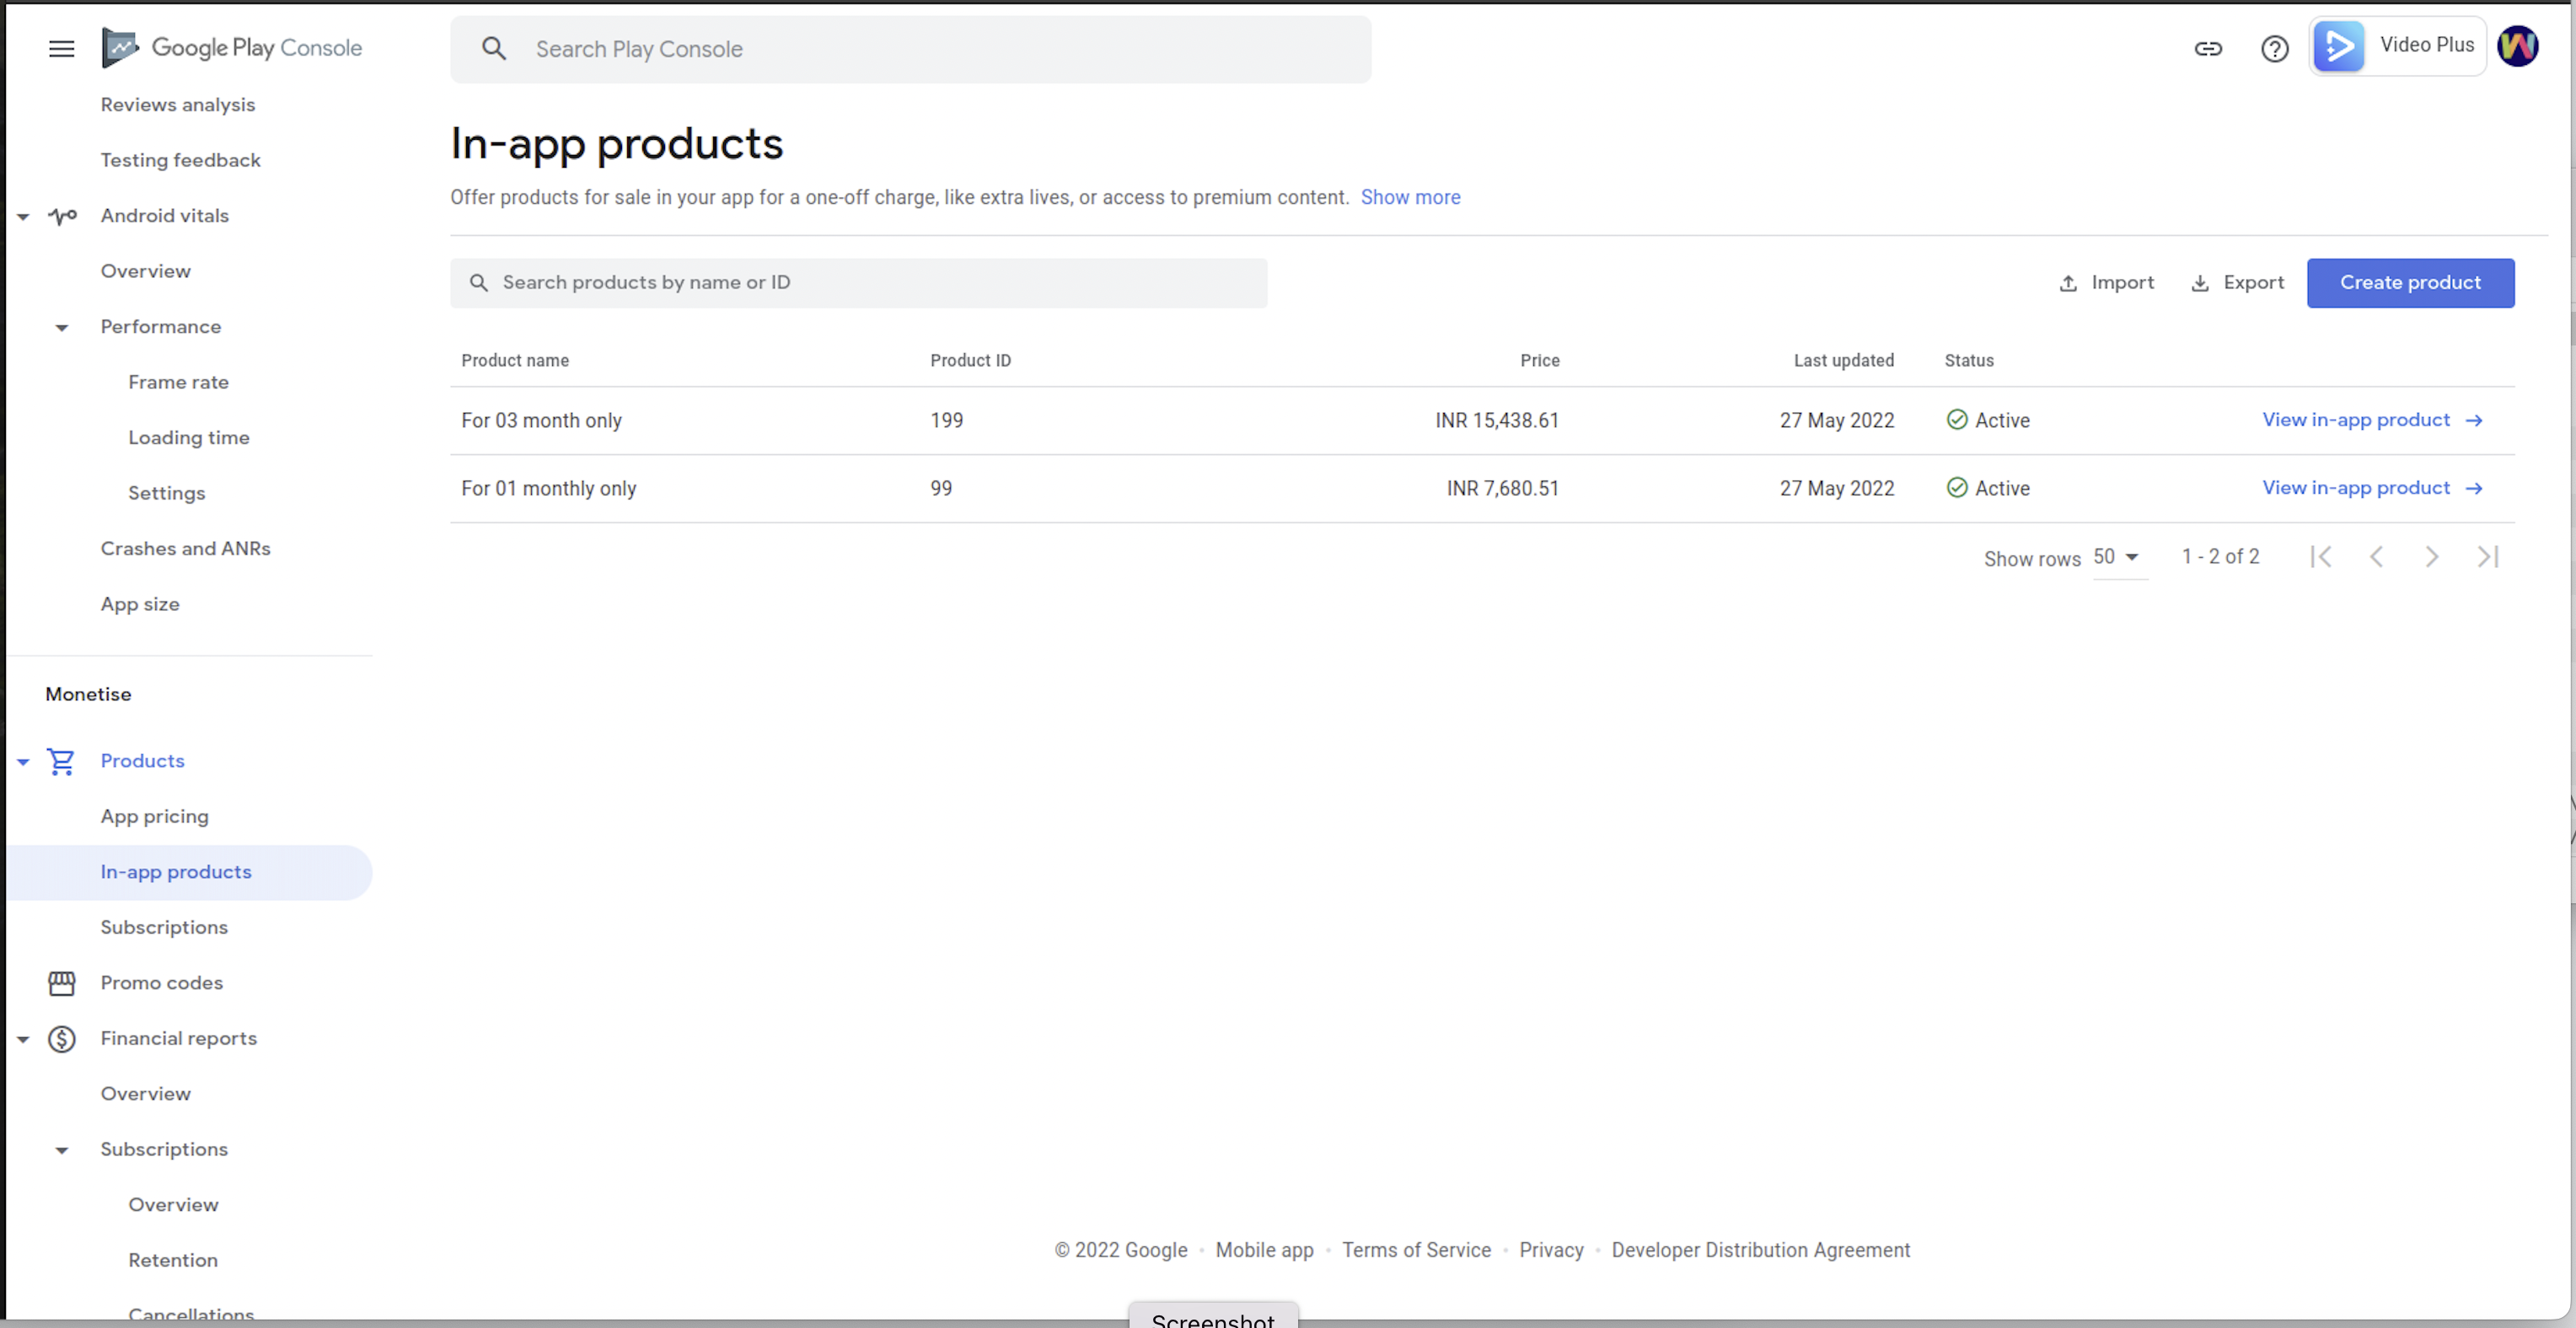 Google Play Console
Search Play Console
Video Plus
Reviews analysis
Testing feedback
Android vitals
Overview
Performance
Frame rate
Loading time
Settings
Crashes and ANRs
App size
Monetise
Products
App pricing
In-app products
Subscriptions
Promo codes
Financial reports
Overview
Subscriptions
Overview
Retention
Cancellations
In-app products
Offer products for sale in your app for a one-off charge, like extra lives, or access to premium content. Show more
Search products by name or ID
Import Export Create product
Product name Product ID Price Last updated Status
For 03 month only 199 INR 15,438.61 27 May 2022 Active View in-app product →
For 01 monthly only 99 INR 7,680.51 27 May 2022 Active View in-app product →
Show rows 50 1 - 2 of 2
© 2022 Google · Mobile app · Terms of Service · Privacy · Developer Distribution Agreement
Screenshot